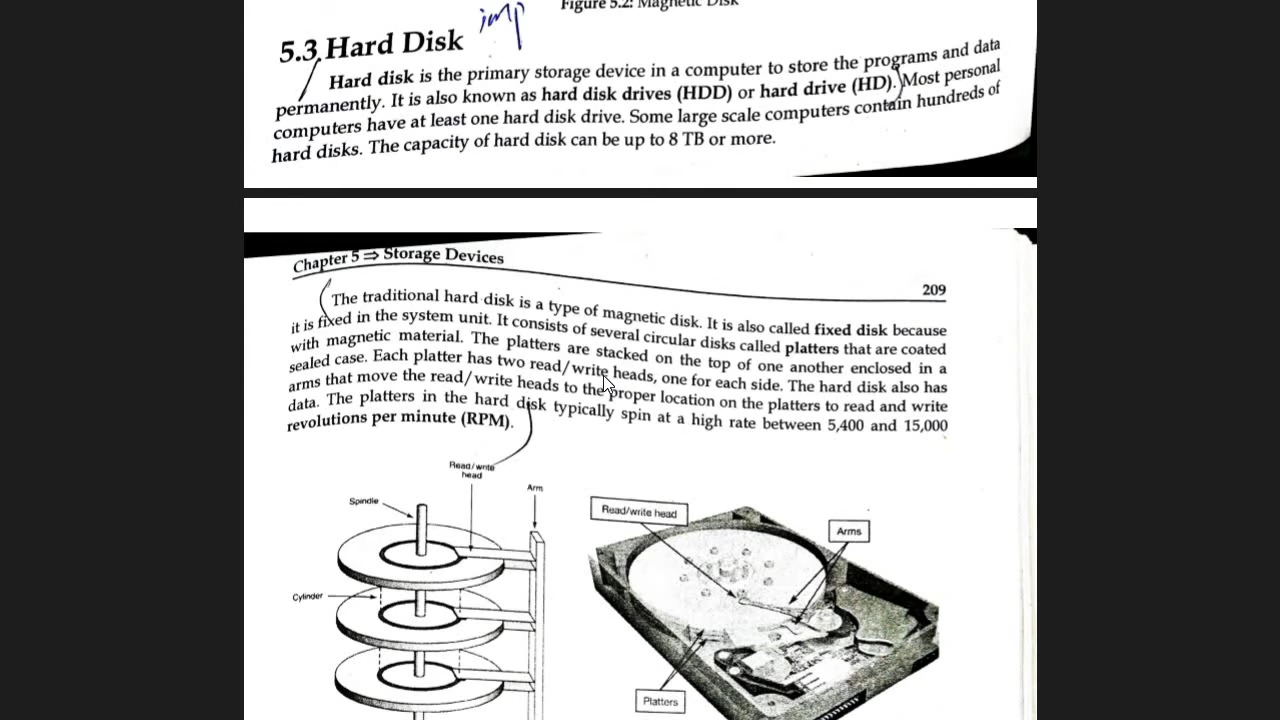 Figure 5.2: Magnetic Disk
imp
5.3 Hard Disk
Hard disk is the primary storage device in a computer to store the programs and data
permanently. It is also known as hard disk drives (HDD) or hard drive (HD). Most personal
computers have at least one hard disk drive. Some large scale computers contain hundreds of
hard disks. The capacity of hard disk can be up to 8 TB or more.
Chapter 5 ⇒ Storage Devices
209
The traditional hard disk is a type of magnetic disk. It is also called fixed disk because
it is fixed in the system unit. It consists of several circular disks called platters that are coated
with magnetic material. The platters are stacked on the top of one another enclosed in a
sealed case. Each platter has two read/write heads, one for each side. The hard disk also has
arms that move the read/write heads to the proper location on the platters to read and write
data. The platters in the hard disk typically spin at a high rate between 5,400 and 15,000
revolutions per minute (RPM).
Read/write
head
Arm
Spindle
Cylinder
Read/write head
Arms
Platters